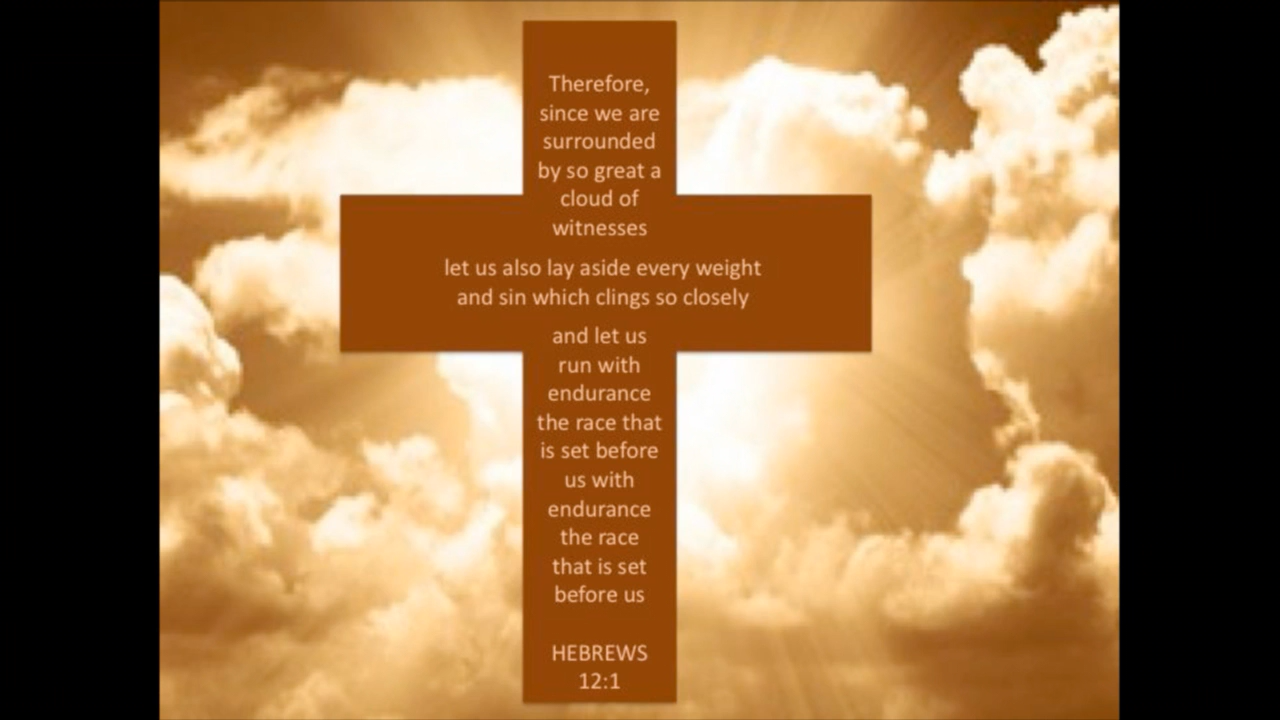 Therefore,
since we are
surrounded
by so great a
cloud of
witnesses
let us also lay aside every weight
and sin which clings so closely
and let us
run with
endurance
the race that
is set before
us with
endurance
the race
that is set
before us
HEBREWS
12:1